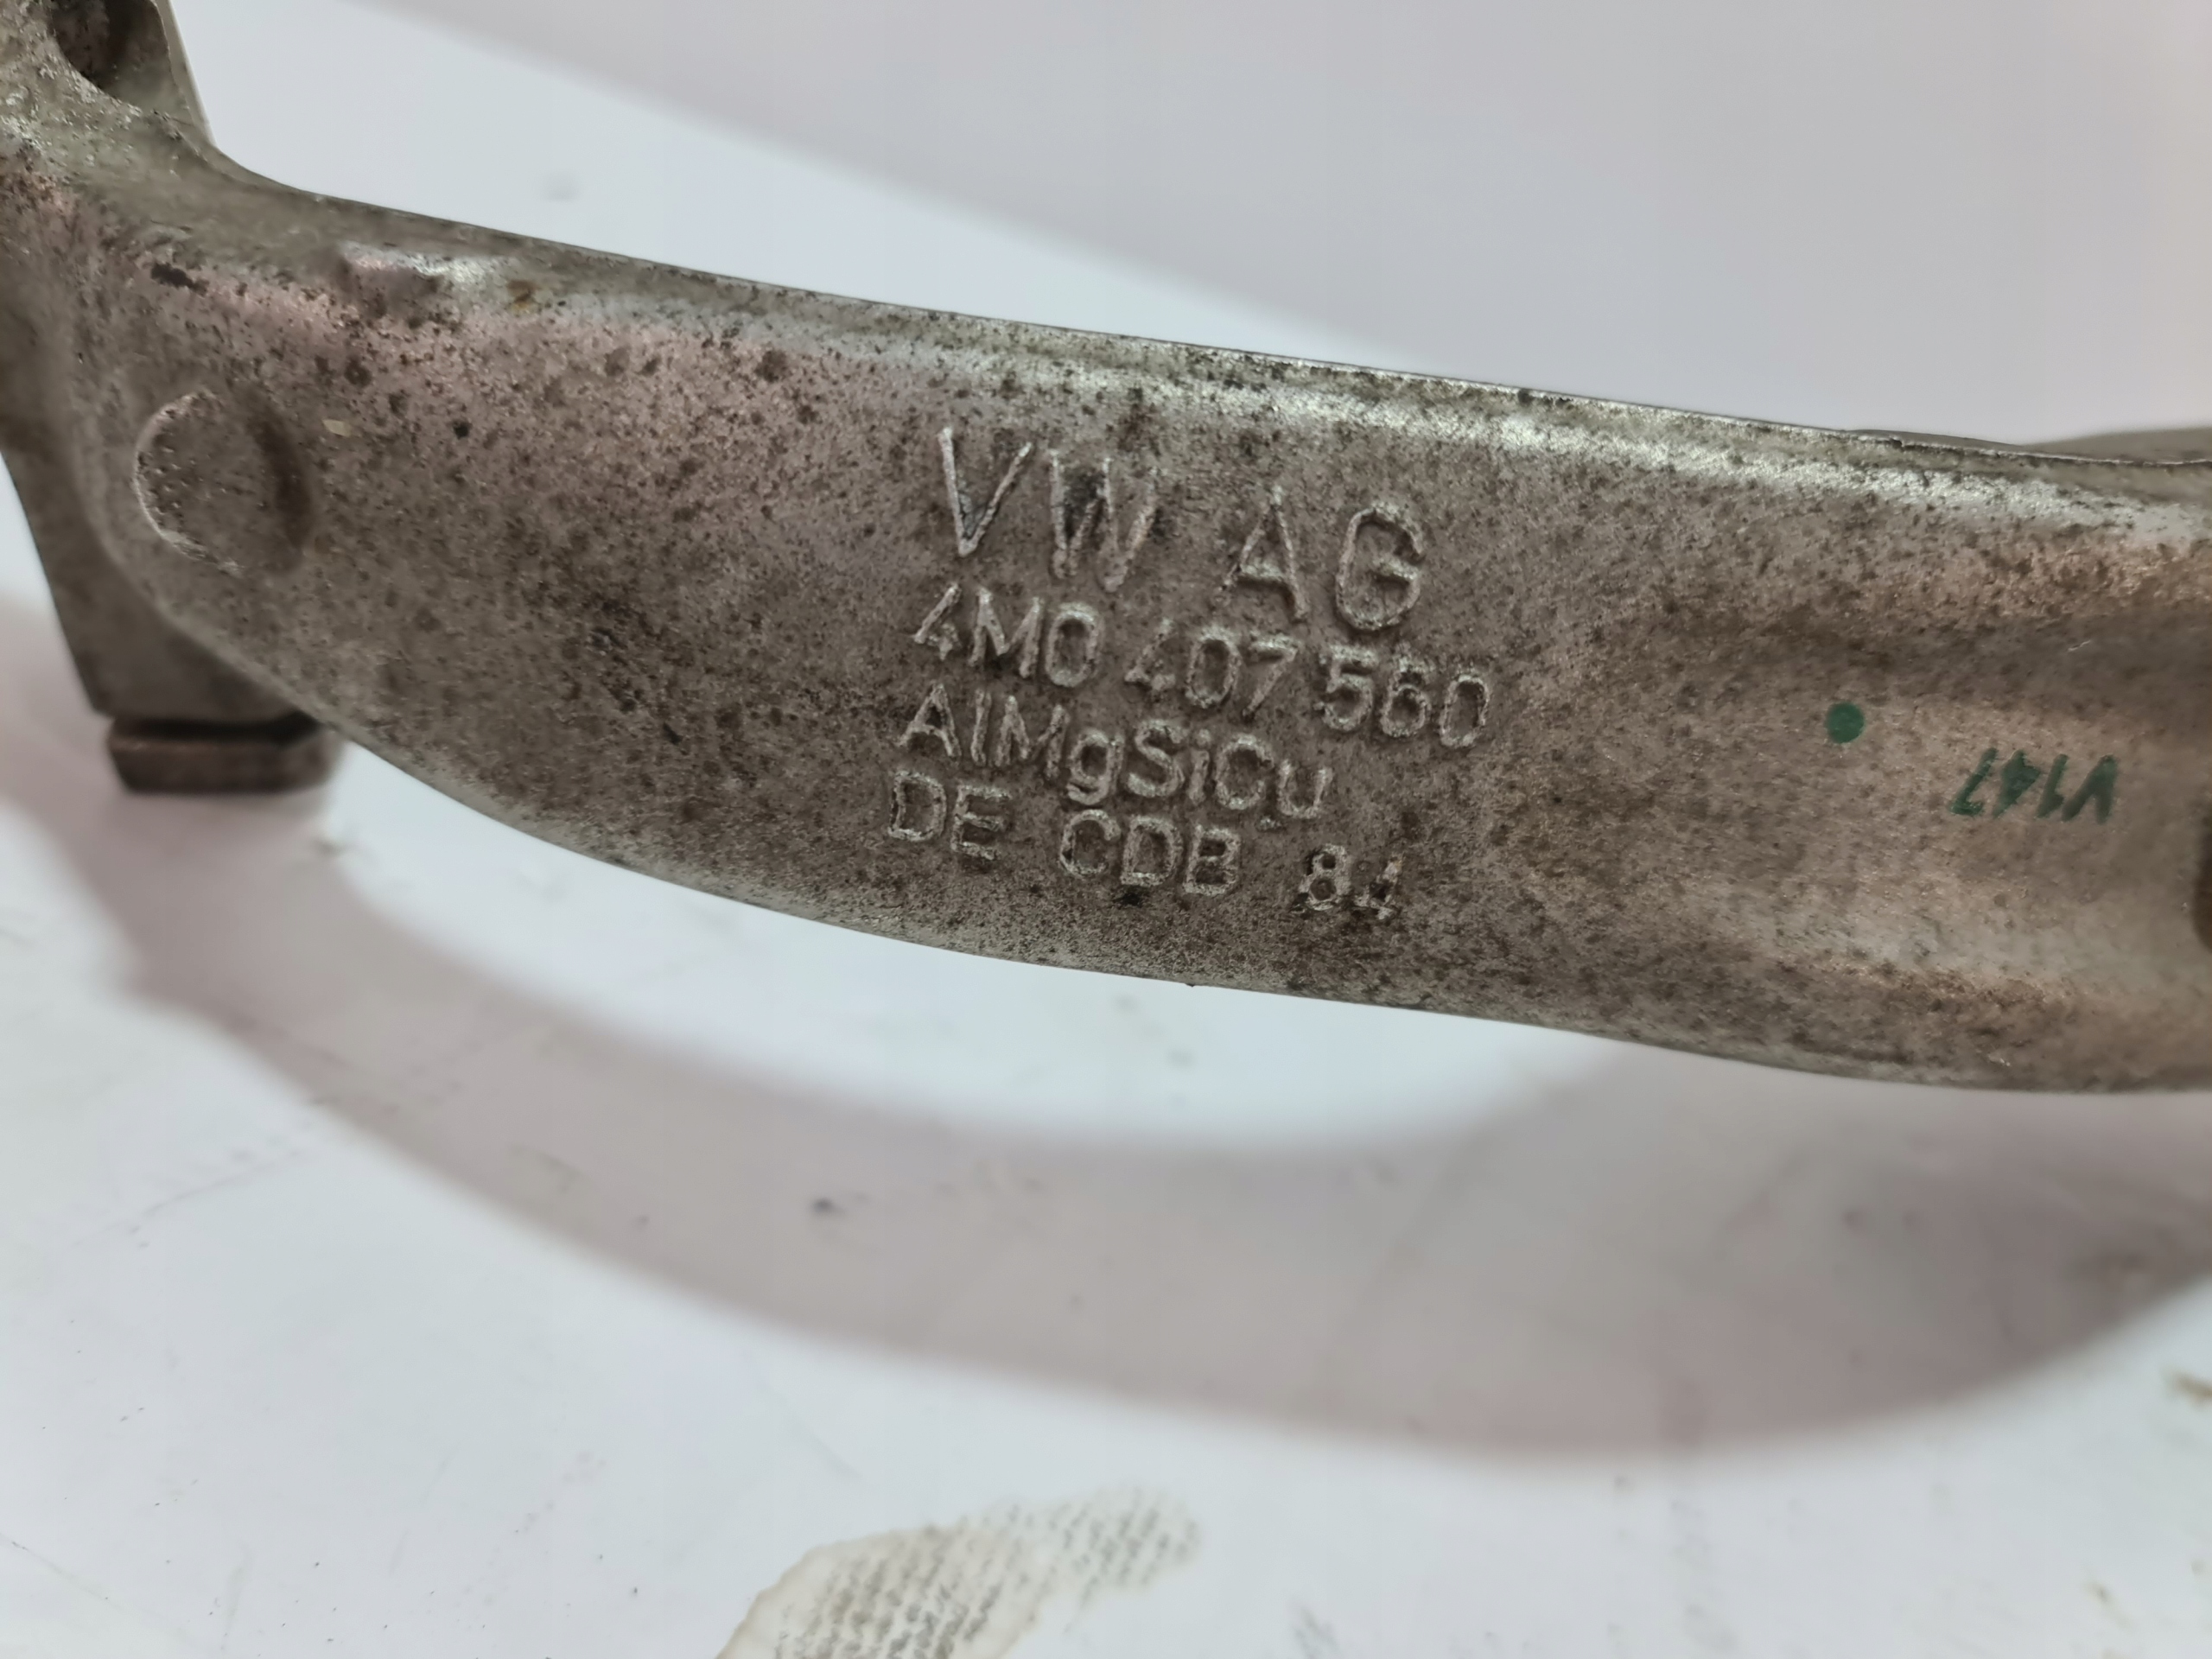 VW AG
4M0 407 560
AlMgSiCu
DE CDB 84
V147